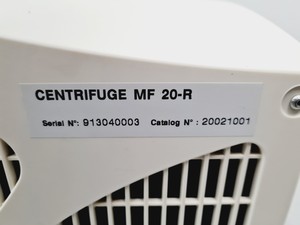 CENTRIFUGE MF 20-R
Serial N°: 913040003 Catalog N° : 20021001